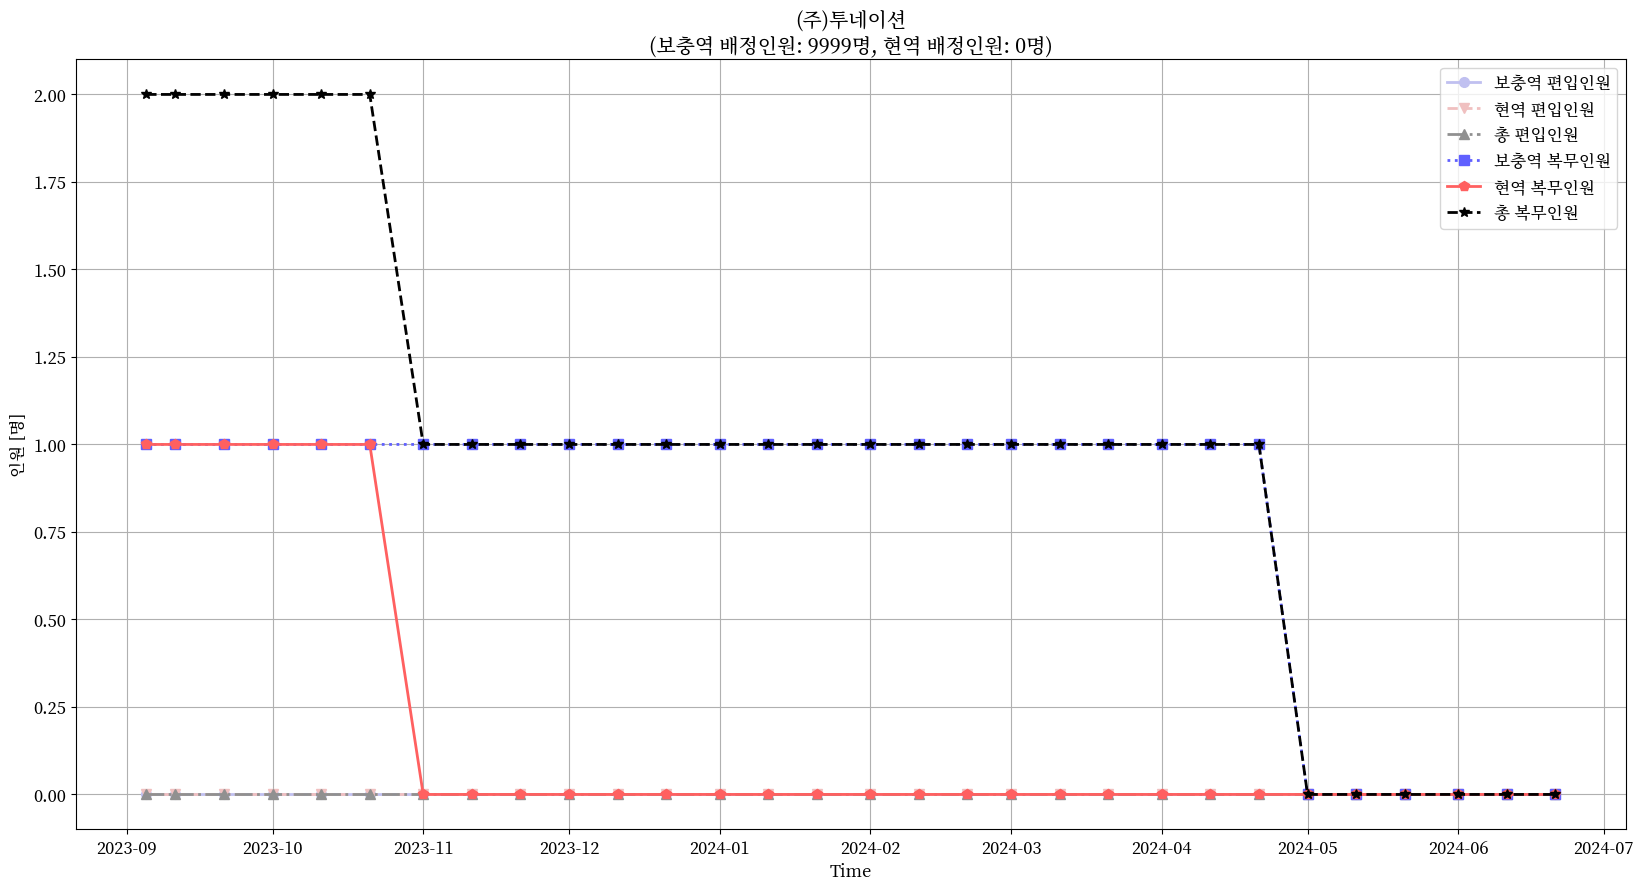 (주)투네이션
(보충역 배정인원: 9999명, 현역 배정인원: 0명)
보충역 편입인원
현역 편입인원
총 편입인원
보충역 복무인원
현역 복무인원
총 복무인원
2.00
1.75
1.50
1.25
1.00
0.75
0.50
0.25
0.00
인원 [명]
2023-09 2023-10 2023-11 2023-12 2024-01 2024-02 2024-03 2024-04 2024-05 2024-06 2024-07
Time